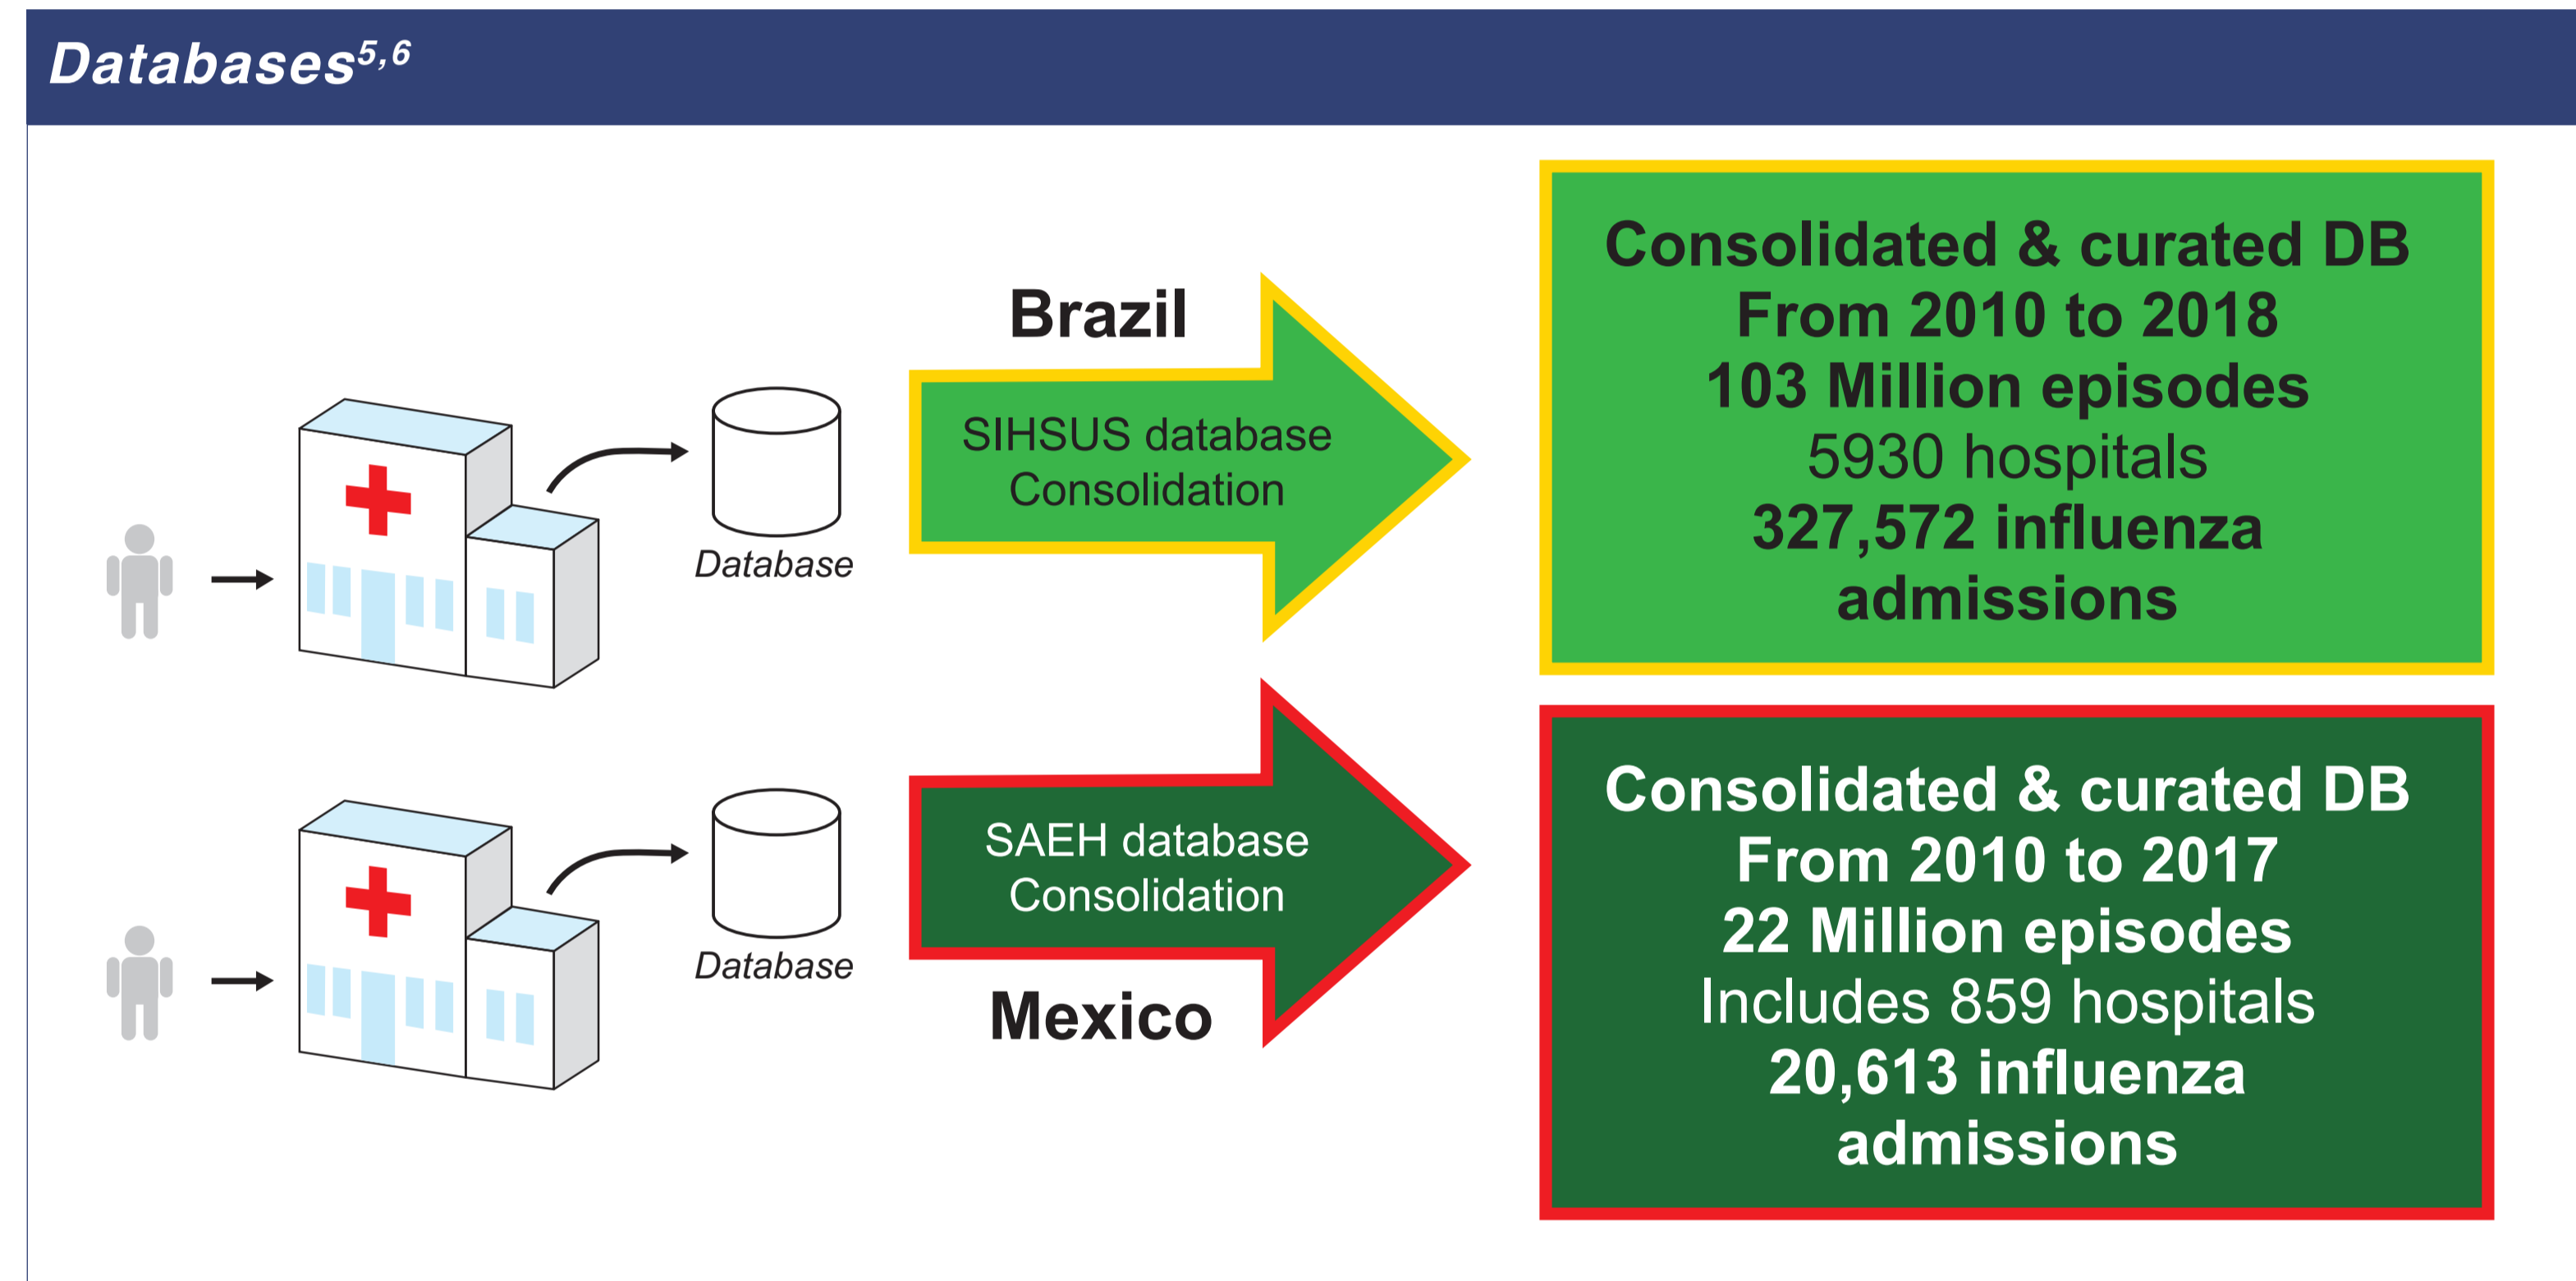 Databases5,6
Brazil
SIHSUS database
Consolidation
Database
Consolidated & curated DB
From 2010 to 2018
103 Million episodes
5930 hospitals
327,572 influenza
admissions
SAEH database
Consolidation
Database
Mexico
Consolidated & curated DB
From 2010 to 2017
22 Million episodes
Includes 859 hospitals
20,613 influenza
admissions